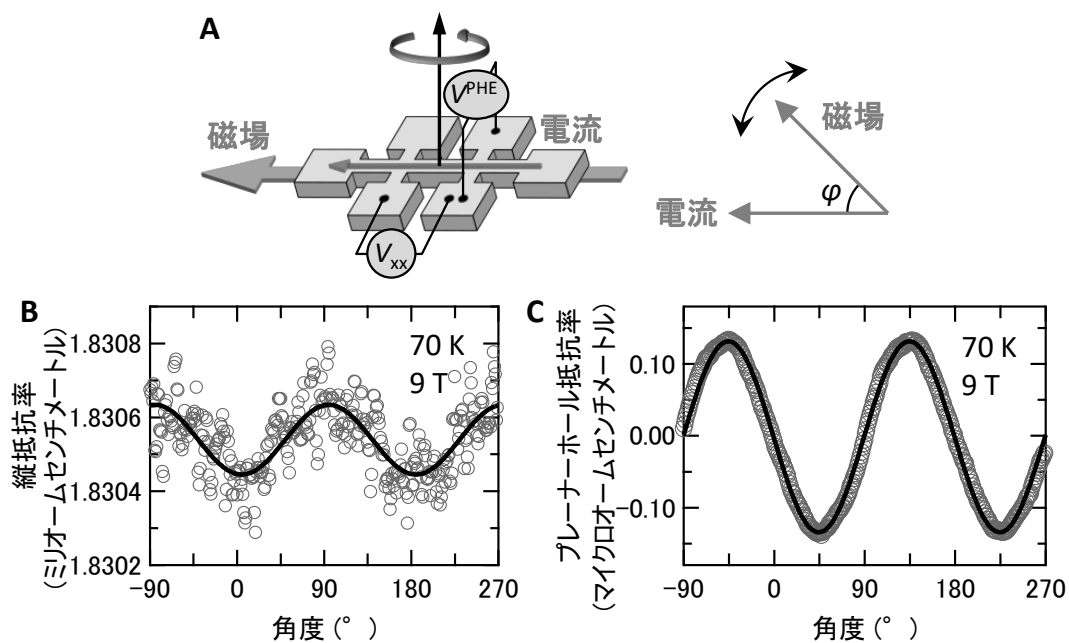 A
磁場
V^PHE
電流
V_xx
磁場
電流
φ
B
縦抵抗率
(ミリオームセンチメートル)
1.8308
1.8306
1.8304
1.8302
70 K
9 T
−90
0
90
180
270
角度 (°)
C
プレーナーホール抵抗率
(マイクロオームセンチメートル)
0.10
0.00
−0.10
70 K
9 T
−90
0
90
180
270
角度 (°)